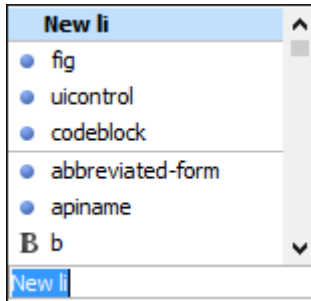 New li
fig
uicontrol
codeblock
abbreviated-form
apiname
B b
New li